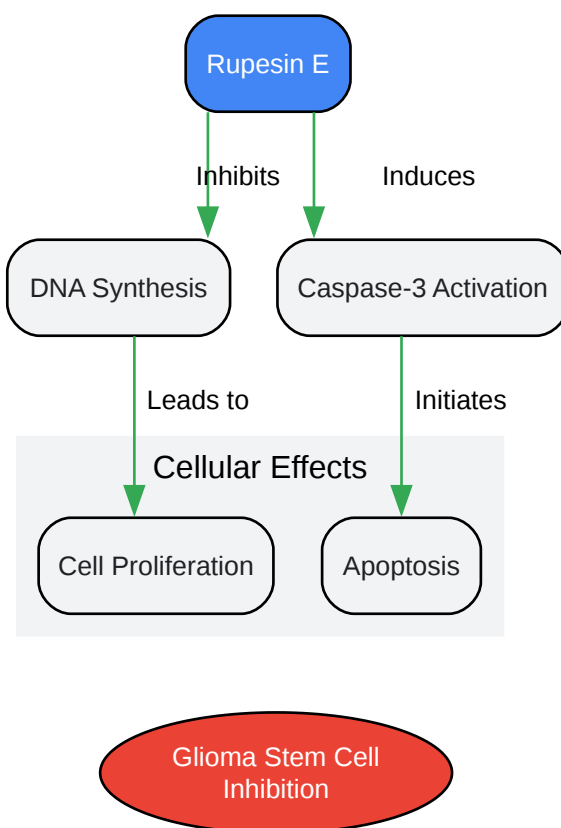 Rupesin E
Inhibits
Induces
DNA Synthesis
Caspase-3 Activation
Leads to
Initiates
Cellular Effects
Cell Proliferation
Apoptosis
Glioma Stem Cell
Inhibition